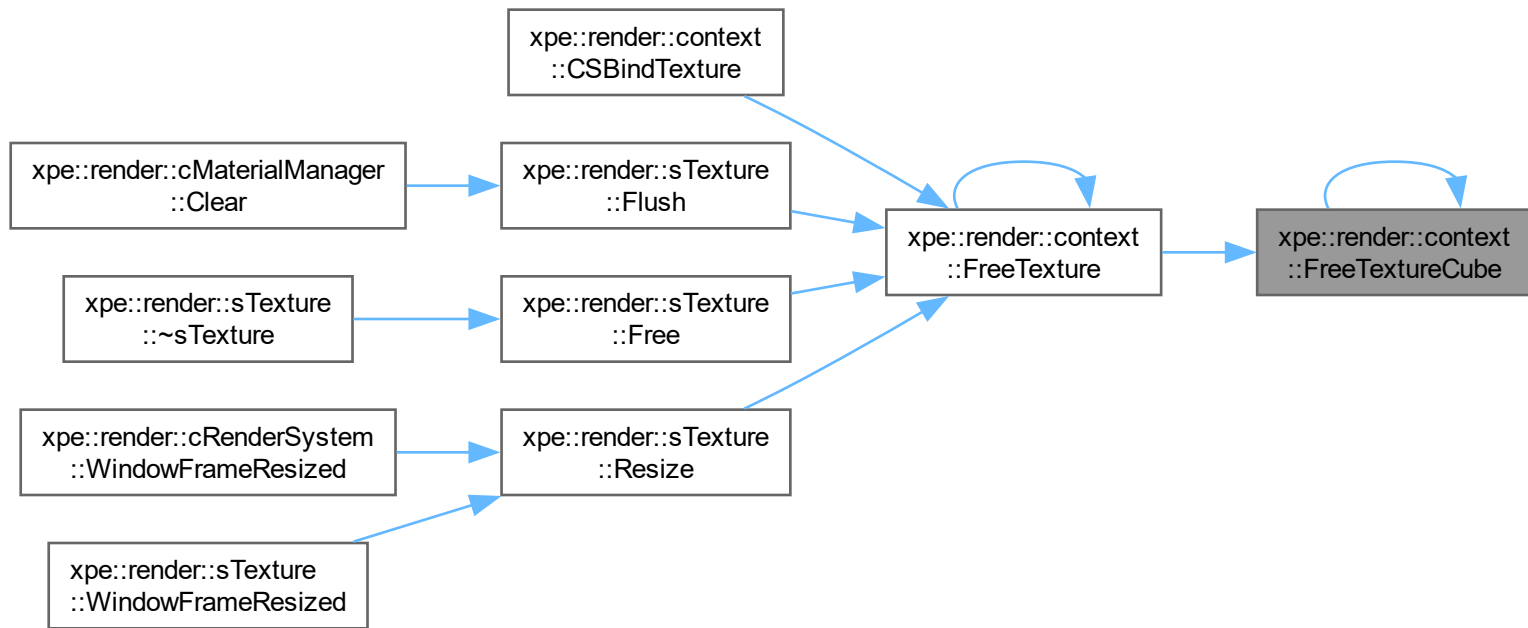 xpe::render::context
::CSBindTexture
xpe::render::cMaterialManager
::Clear
xpe::render::sTexture
::Flush
xpe::render::context
::FreeTexture
xpe::render::context
::FreeTextureCube
xpe::render::sTexture
::~sTexture
xpe::render::sTexture
::Free
xpe::render::cRenderSystem
::WindowFrameResized
xpe::render::sTexture
::Resize
xpe::render::sTexture
::WindowFrameResized